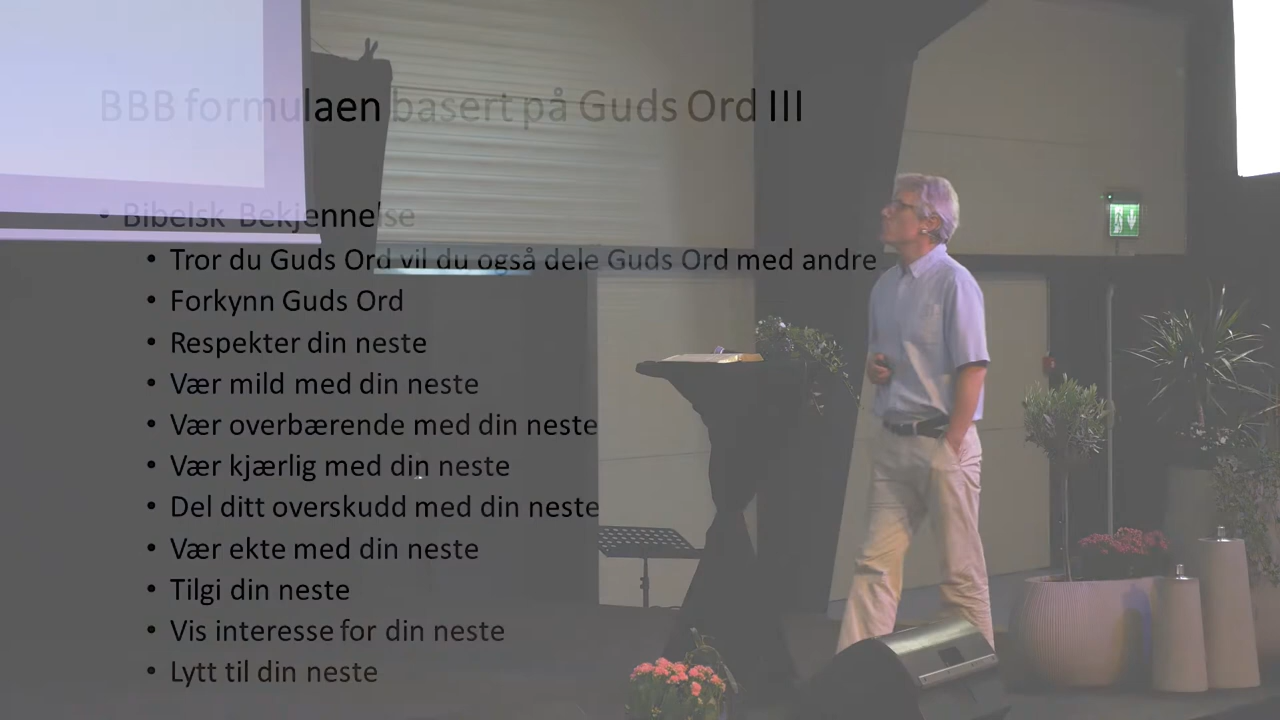 BBB formulaen basert på Guds Ord III
• Bibelsk Bekjennelse
• Tror du Guds Ord vil du også dele Guds Ord med andre
• Forkynn Guds Ord
• Respekter din neste
• Vær mild med din neste
• Vær overbærende med din neste
• Vær kjærlig med din neste
• Del ditt overskudd med din neste
• Vær ekte med din neste
• Tilgi din neste
• Vis interesse for din neste
• Lytt til din neste